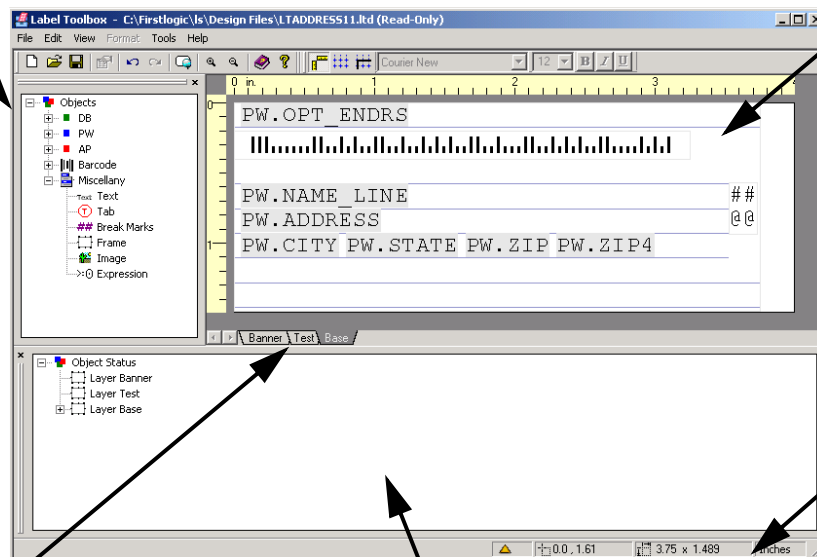 Label Toolbox - C:\Firstlogic\ls\Design Files\LTADDRESS11.ltd (Read-Only)
File Edit View Format Tools Help
Courier New 12 B I U
0 in. 1 2 3
Objects
DB
PW
AP
Barcode
Miscellany
Text Text
T Tab
## Break Marks
Frame
Image
Expression
0
1
PW.OPT_ENDRS
PW.NAME_LINE ##
PW.ADDRESS @@
PW.CITY PW.STATE PW.ZIP PW.ZIP4
Banner Test Base
Object Status
Layer Banner
Layer Test
Layer Base
0.0 , 1.61 3.75 x 1.489 Inches